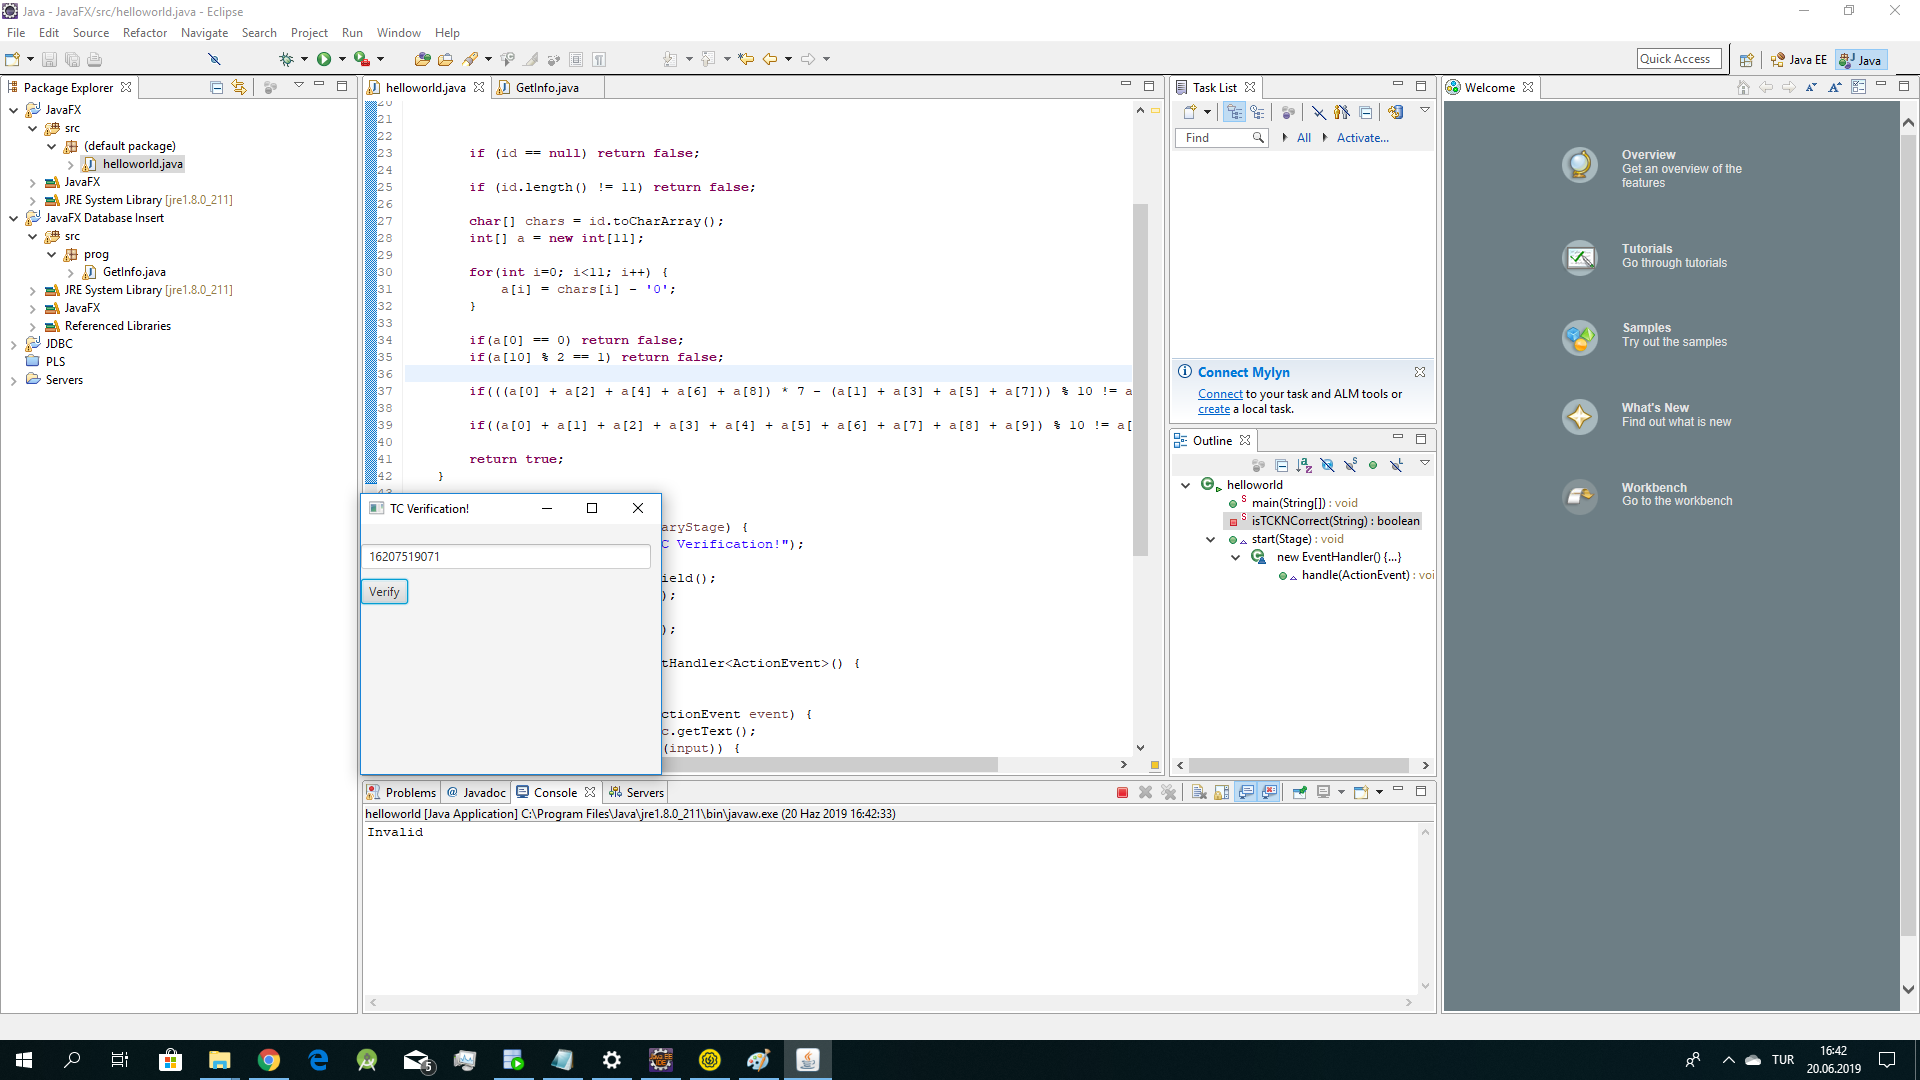 Java - JavaFX/src/helloworld.java - Eclipse
File Edit Source Refactor Navigate Search Project Run Window Help
Quick Access
Java EE
Java
Package Explorer
JavaFX
src
(default package)
helloworld.java
JavaFX
JRE System Library [jre1.8.0_211]
JavaFX Database Insert
src
prog
GetInfo.java
JRE System Library [jre1.8.0_211]
JavaFX
Referenced Libraries
JDBC
PLS
Servers
helloworld.java
GetInfo.java
20
21
22
23 if (id == null) return false;
24
25 if (id.length() != 11) return false;
26
27 char[] chars = id.toCharArray();
28 int[] a = new int[11];
29
30 for(int i=0; i<11; i++) {
31 a[i] = chars[i] - '0';
32 }
33
34 if(a[0] == 0) return false;
35 if(a[10] % 2 == 1) return false;
36
37 if(((a[0] + a[2] + a[4] + a[6] + a[8]) * 7 - (a[1] + a[3] + a[5] + a[7])) % 10 != a
38
39 if((a[0] + a[1] + a[2] + a[3] + a[4] + a[5] + a[6] + a[7] + a[8] + a[9]) % 10 != a[
40
41 return true;
42 }
TC Verification!
16207519071
Verify
aryStage) {
C Verification!");
ield();
);
);
tHandler<ActionEvent>() {
ctionEvent event) {
c.getText();
(input)) {
Task List
Find
All
Activate...
Connect Mylyn
Connect to your task and ALM tools or
create a local task.
Outline
helloworld
main(String[]) : void
isTCKNCorrect(String) : boolean
start(Stage) : void
new EventHandler() {...}
handle(ActionEvent) : voi
Welcome
Overview
Get an overview of the
features
Tutorials
Go through tutorials
Samples
Try out the samples
What's New
Find out what is new
Workbench
Go to the workbench
Problems
@ Javadoc
Console
Servers
helloworld [Java Application] C:\Program Files\Java\jre1.8.0_211\bin\javaw.exe (20 Haz 2019 16:42:33)
Invalid
5
TUR
16:42
20.06.2019